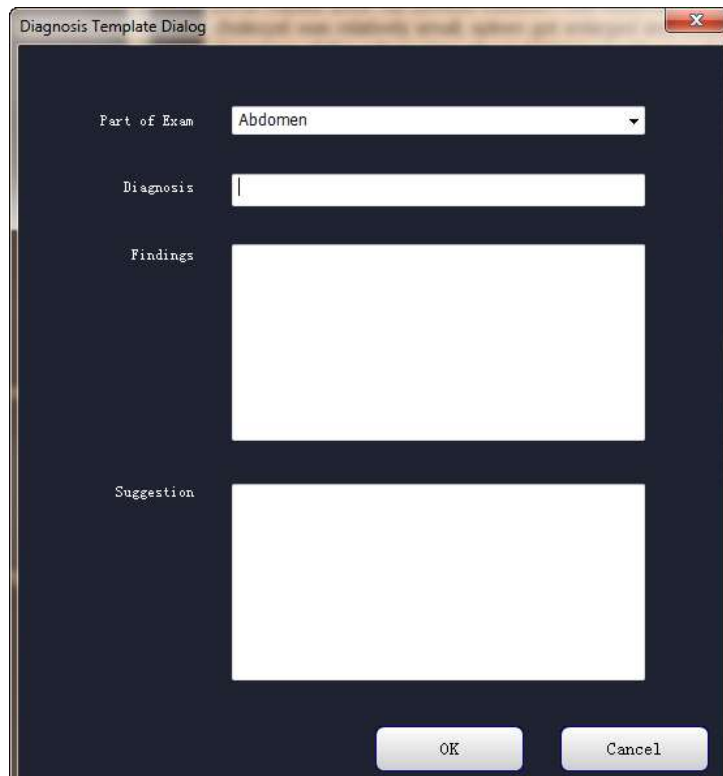 Diagnosis Template Dialog
Part of Exam Abdomen
Diagnosis
Findings
Suggestion
OK Cancel